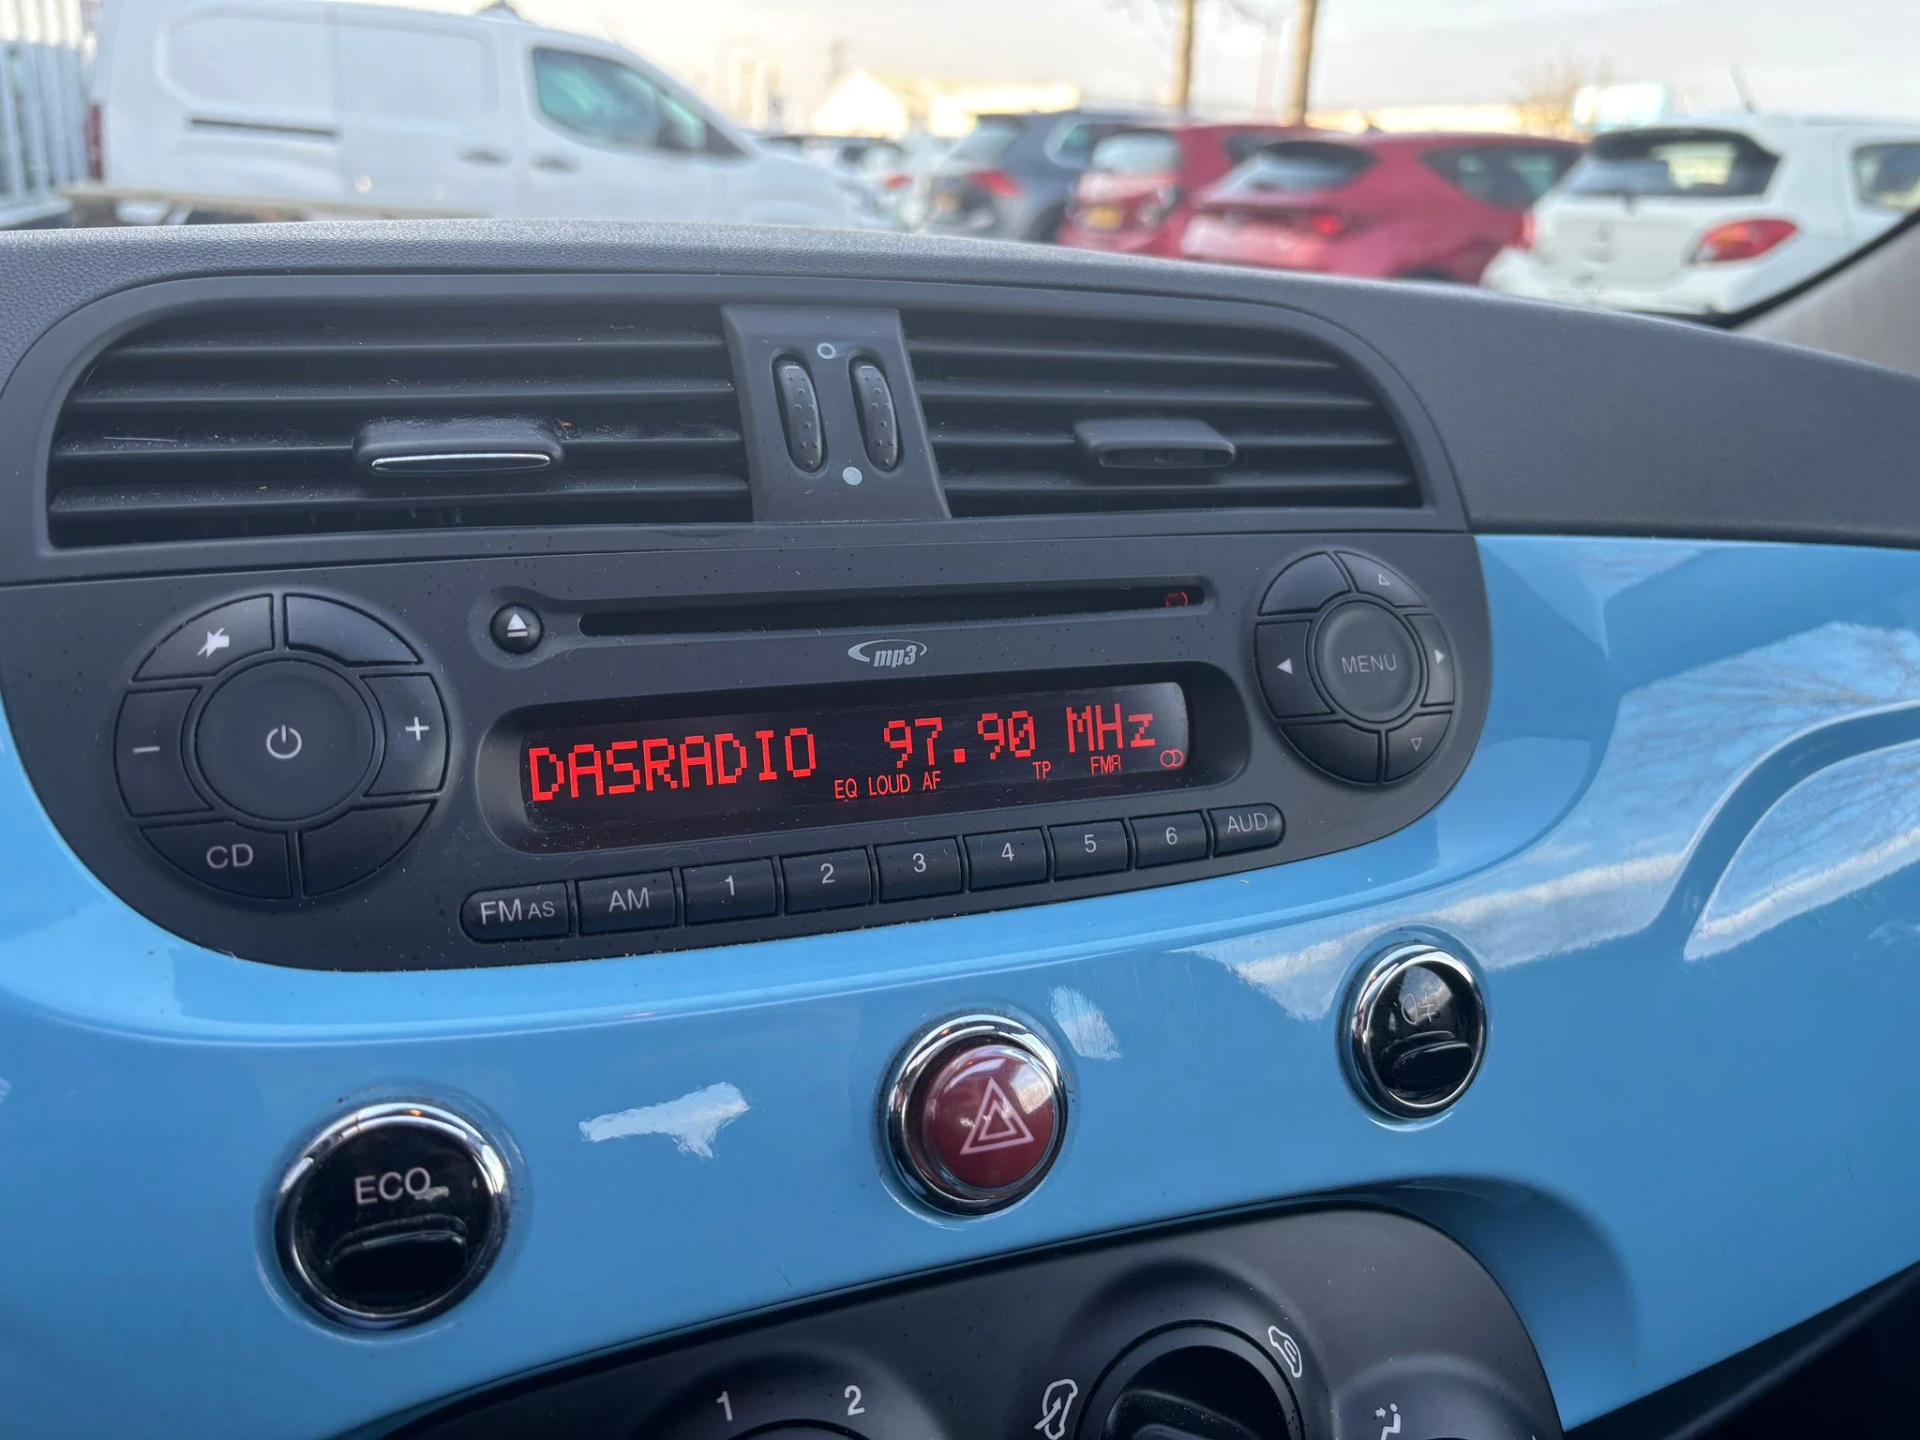 mp3
DASRADIO 97.90 MHz
EQ LOUD AF TP FMA
MENU
CD
FM AS AM 1 2 3 4 5 6 AUD
ECO
1 2